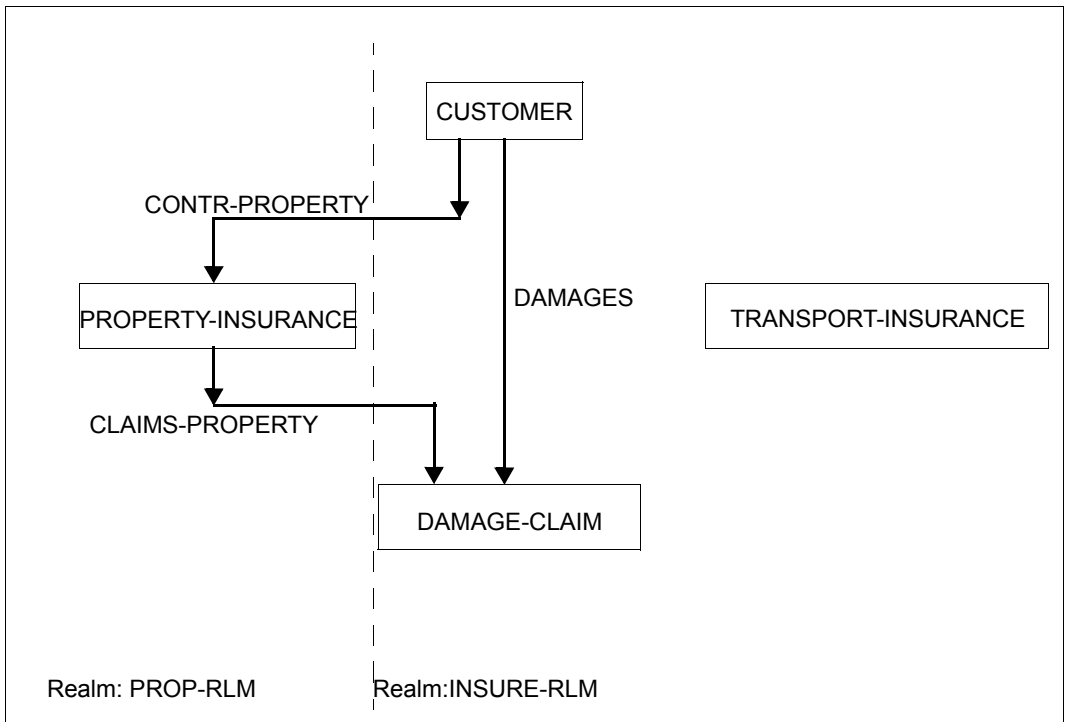 CUSTOMER
CONTR-PROPERTY
DAMAGES
PROPERTY-INSURANCE
TRANSPORT-INSURANCE
CLAIMS-PROPERTY
DAMAGE-CLAIM
Realm: PROP-RLM
Realm:INSURE-RLM